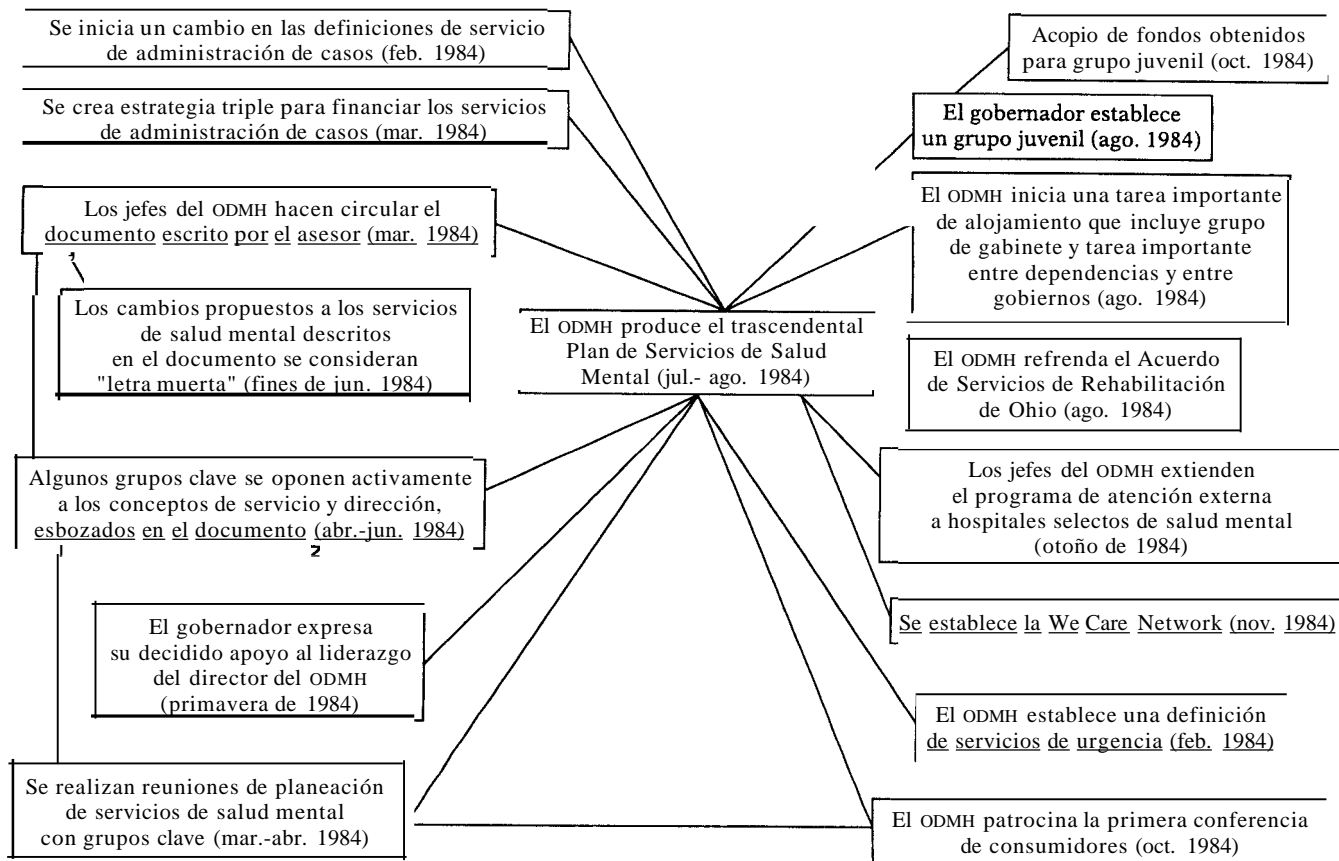 Se inicia un cambio en las definiciones de servicio
de administración de casos (feb. 1984)
Se crea estrategia triple para financiar los servicios
de administración de casos (mar. 1984)
Los jefes del ODMH hacen circular el
documento escrito por el asesor (mar. 1984)
Los cambios propuestos a los servicios
de salud mental descritos
en el documento se consideran
"letra muerta" (fines de jun. 1984)
Algunos grupos clave se oponen activamente
a los conceptos de servicio y dirección,
esbozados en el documento (abr.-jun. 1984)
2
El gobernador expresa
su decidido apoyo al liderazgo
del director del ODMH
(primavera de 1984)
Se realizan reuniones de planeación
de servicios de salud mental
con grupos clave (mar.-abr. 1984)
El ODMH produce el trascendental
Plan de Servicios de Salud
Mental (jul.- ago. 1984)
Acopio de fondos obtenidos
para grupo juvenil (oct. 1984)
El gobernador establece
un grupo juvenil (ago. 1984)
El ODMH inicia una tarea importante
de alojamiento que incluye grupo
de gabinete y tarea importante
entre dependencias y entre
gobiernos (ago. 1984)
El ODMH refrenda el Acuerdo
de Servicios de Rehabilitación
de Ohio (ago. 1984)
Los jefes del ODMH extienden
el programa de atención externa
a hospitales selectos de salud mental
(otoño de 1984)
Se establece la We Care Network (nov. 1984)
El ODMH establece una definición
de servicios de urgencia (feb. 1984)
El ODMH patrocina la primera conferencia
de consumidores (oct. 1984)